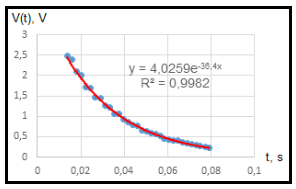 V(t), V
3
2,5
2
1,5
1
0,5
0
y = 4,0259e-36,4x
R² = 0,9982
0 0,02 0,04 0,06 0,08 0,1
t, s